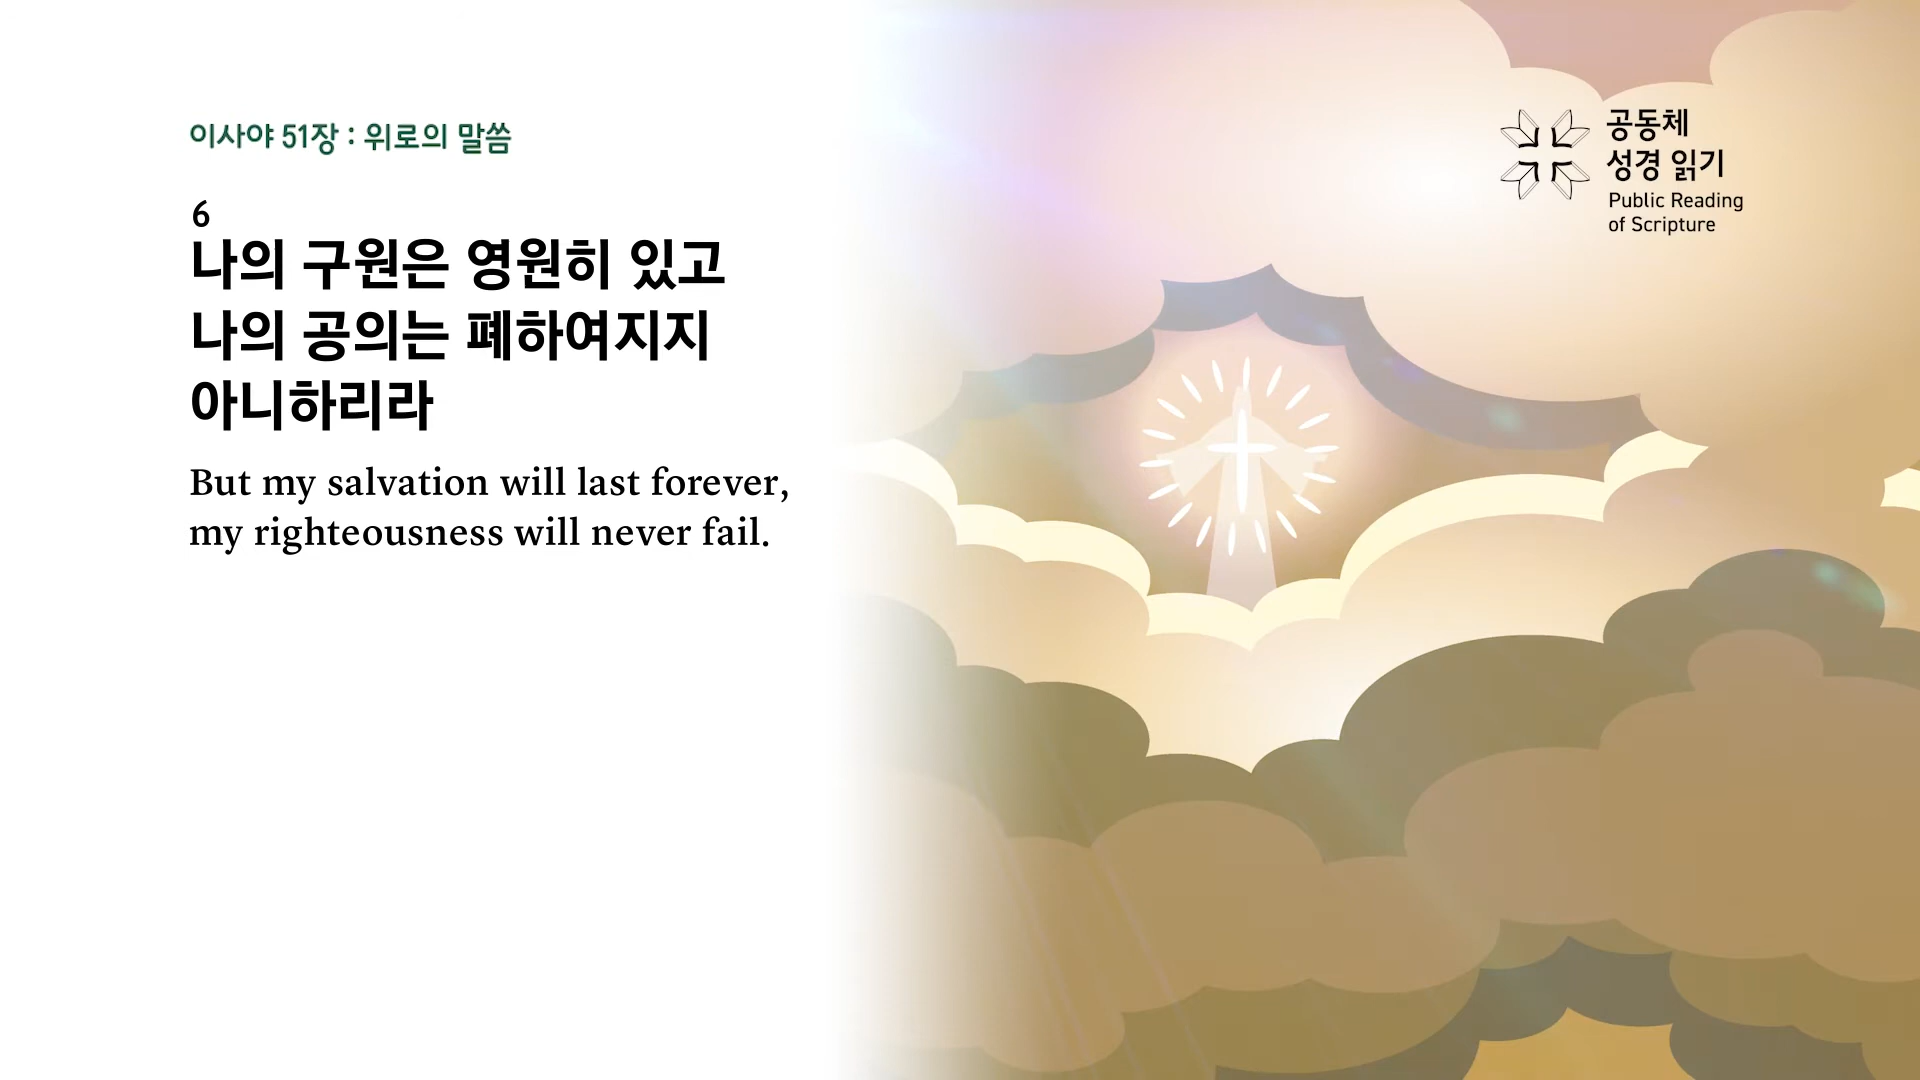 이사야 51장 : 위로의 말씀
6
나의 구원은 영원히 있고
나의 공의는 폐하여지지
아니하리라
But my salvation will last forever,
my righteousness will never fail.
공동체
성경 읽기
Public Reading
of Scripture